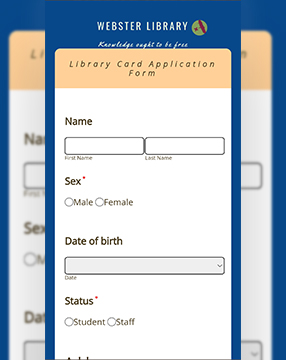 WEBSTER LIBRARY
Knowledge ought to be free
Library Card Application
Form
Name
First Name Last Name
Sex *
Male Female
Date of birth
Date
Status *
Student Staff